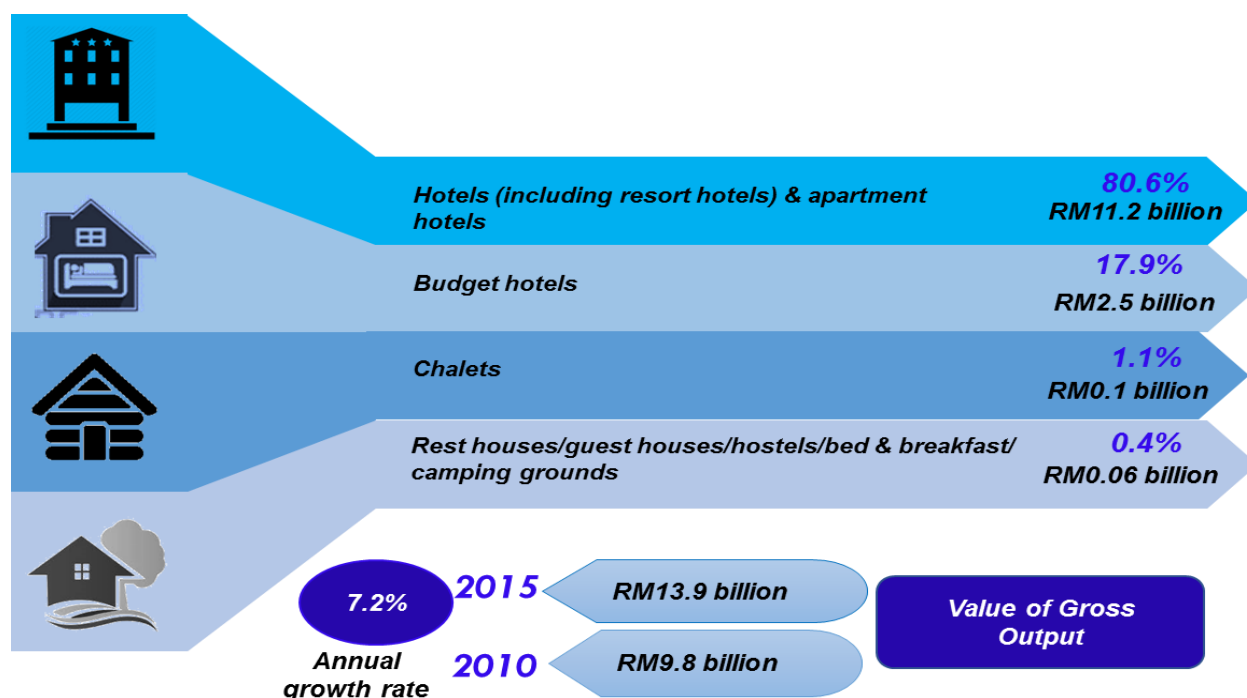 Hotels (including resort hotels) & apartment
hotels
80.6%
RM11.2 billion
Budget hotels
17.9%
RM2.5 billion
Chalets
1.1%
RM0.1 billion
Rest houses/guest houses/hostels/bed & breakfast/
camping grounds
0.4%
RM0.06 billion
7.2%
Annual
growth rate
2015
RM13.9 billion
2010
RM9.8 billion
Value of Gross
Output